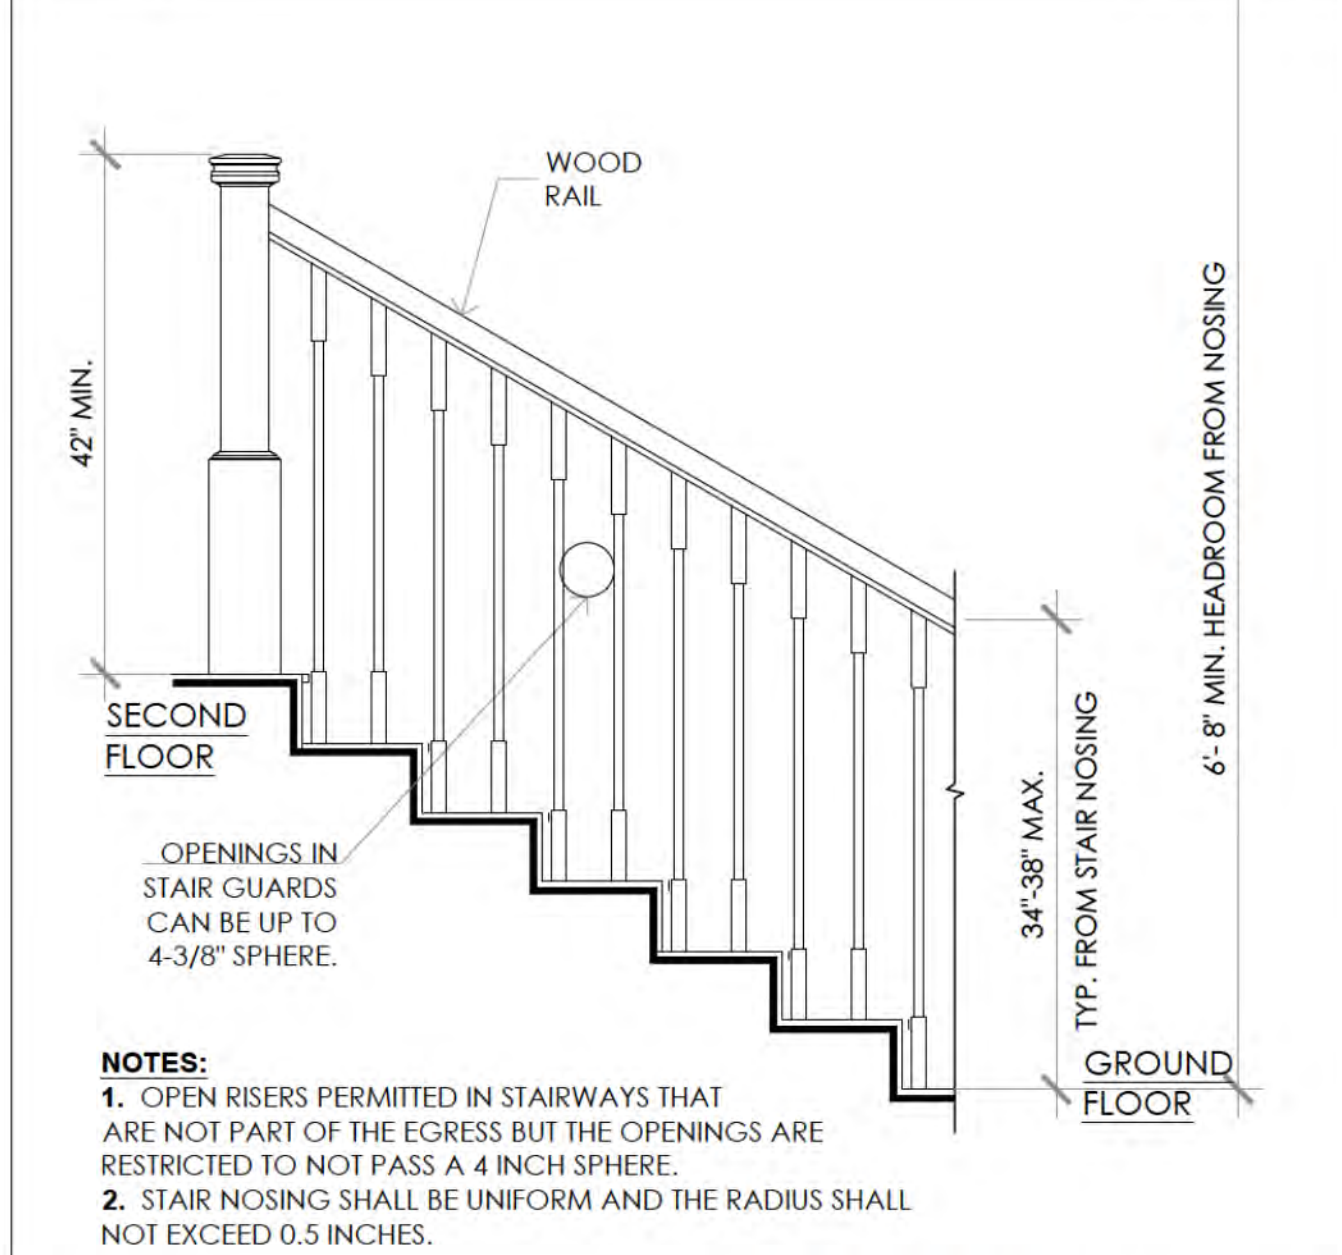 WOOD
RAIL
42" MIN.
SECOND
FLOOR
OPENINGS IN
STAIR GUARDS
CAN BE UP TO
4-3/8" SPHERE.
34"-38" MAX.
TYP. FROM STAIR NOSING
6'- 8" MIN. HEADROOM FROM NOSING
GROUND
FLOOR
NOTES:
1. OPEN RISERS PERMITTED IN STAIRWAYS THAT
ARE NOT PART OF THE EGRESS BUT THE OPENINGS ARE
RESTRICTED TO NOT PASS A 4 INCH SPHERE.
2. STAIR NOSING SHALL BE UNIFORM AND THE RADIUS SHALL
NOT EXCEED 0.5 INCHES.